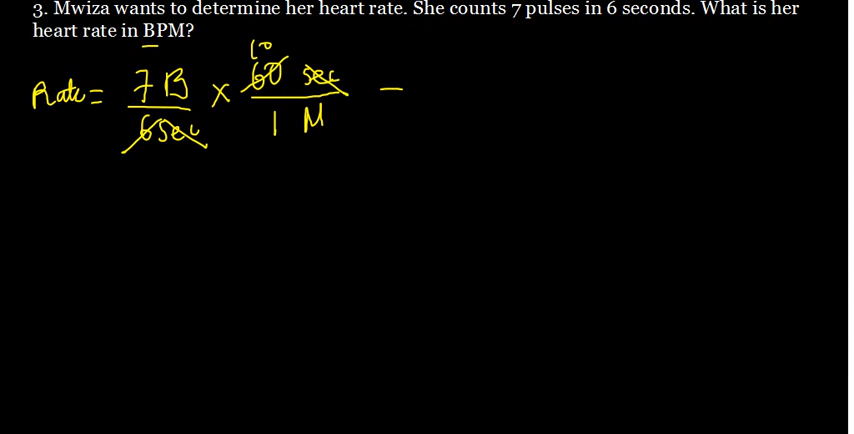 3. Mwiza wants to determine her heart rate. She counts 7 pulses in 6 seconds. What is her
heart rate in BPM?
10
Rate = 7 B × 60 sec –
6 sec 1 M